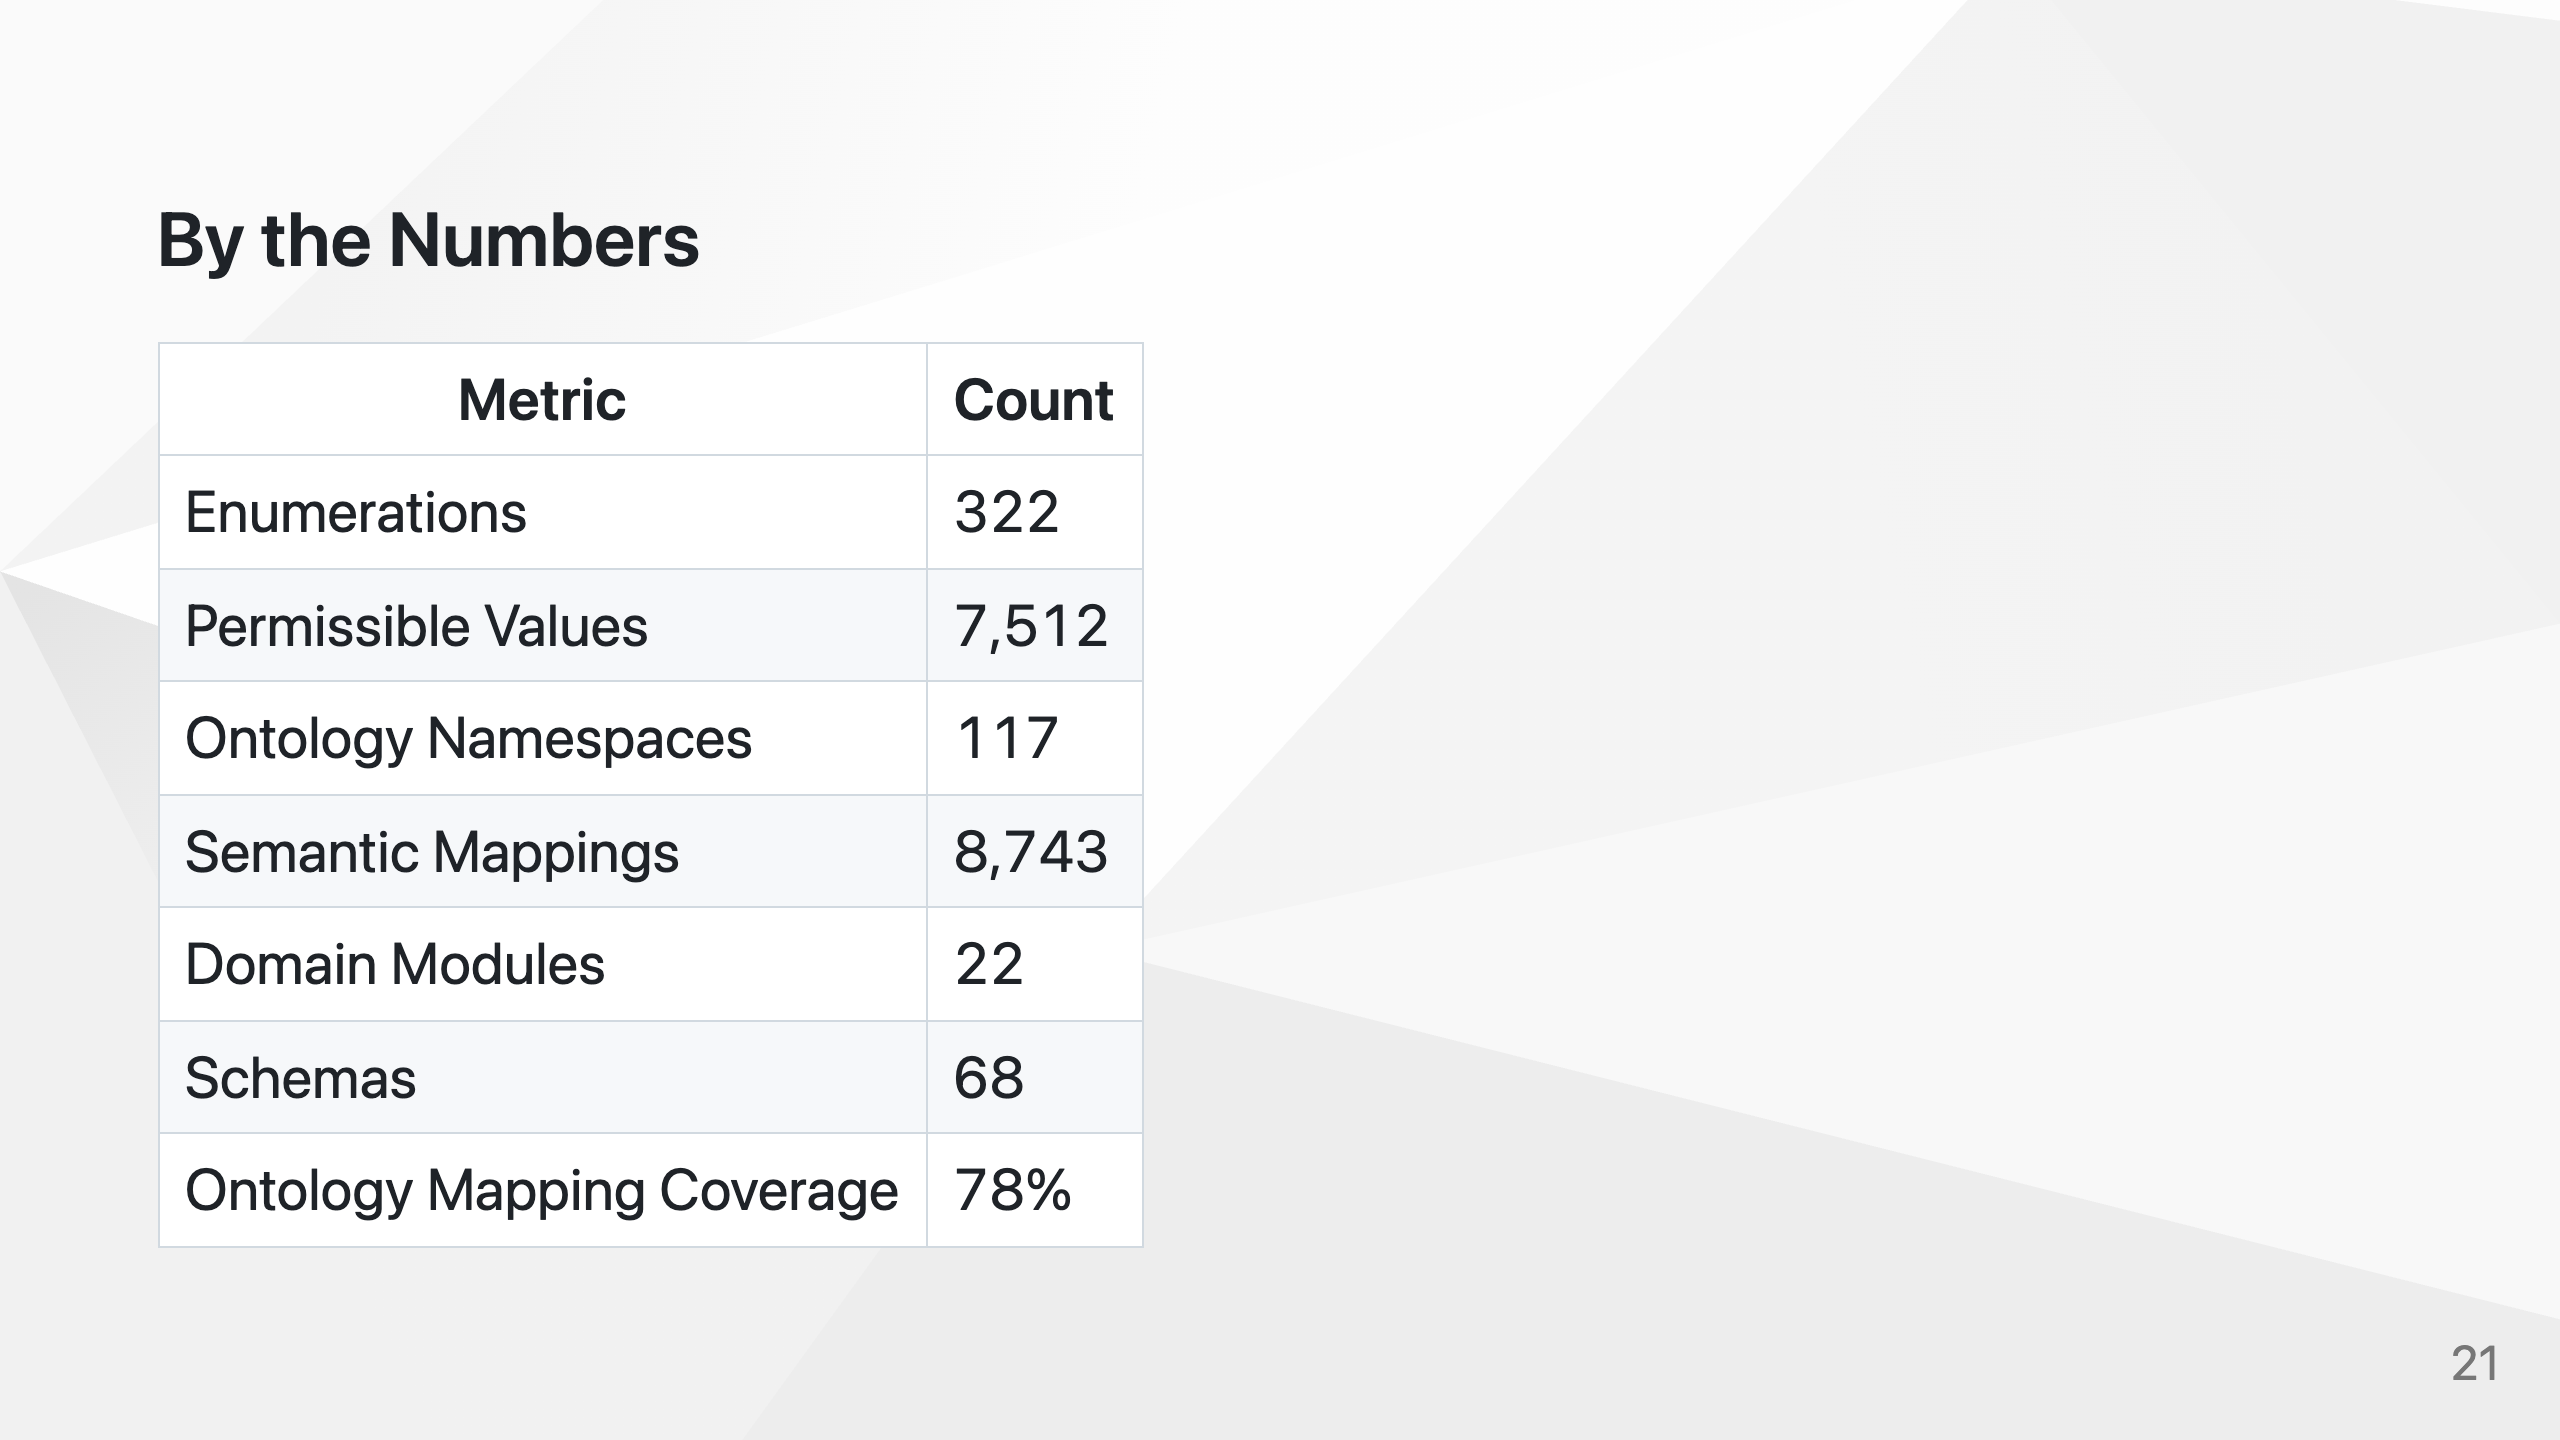 By the Numbers
Metric Count
Enumerations 322
Permissible Values 7,512
Ontology Namespaces 117
Semantic Mappings 8,743
Domain Modules 22
Schemas 68
Ontology Mapping Coverage 78%
21